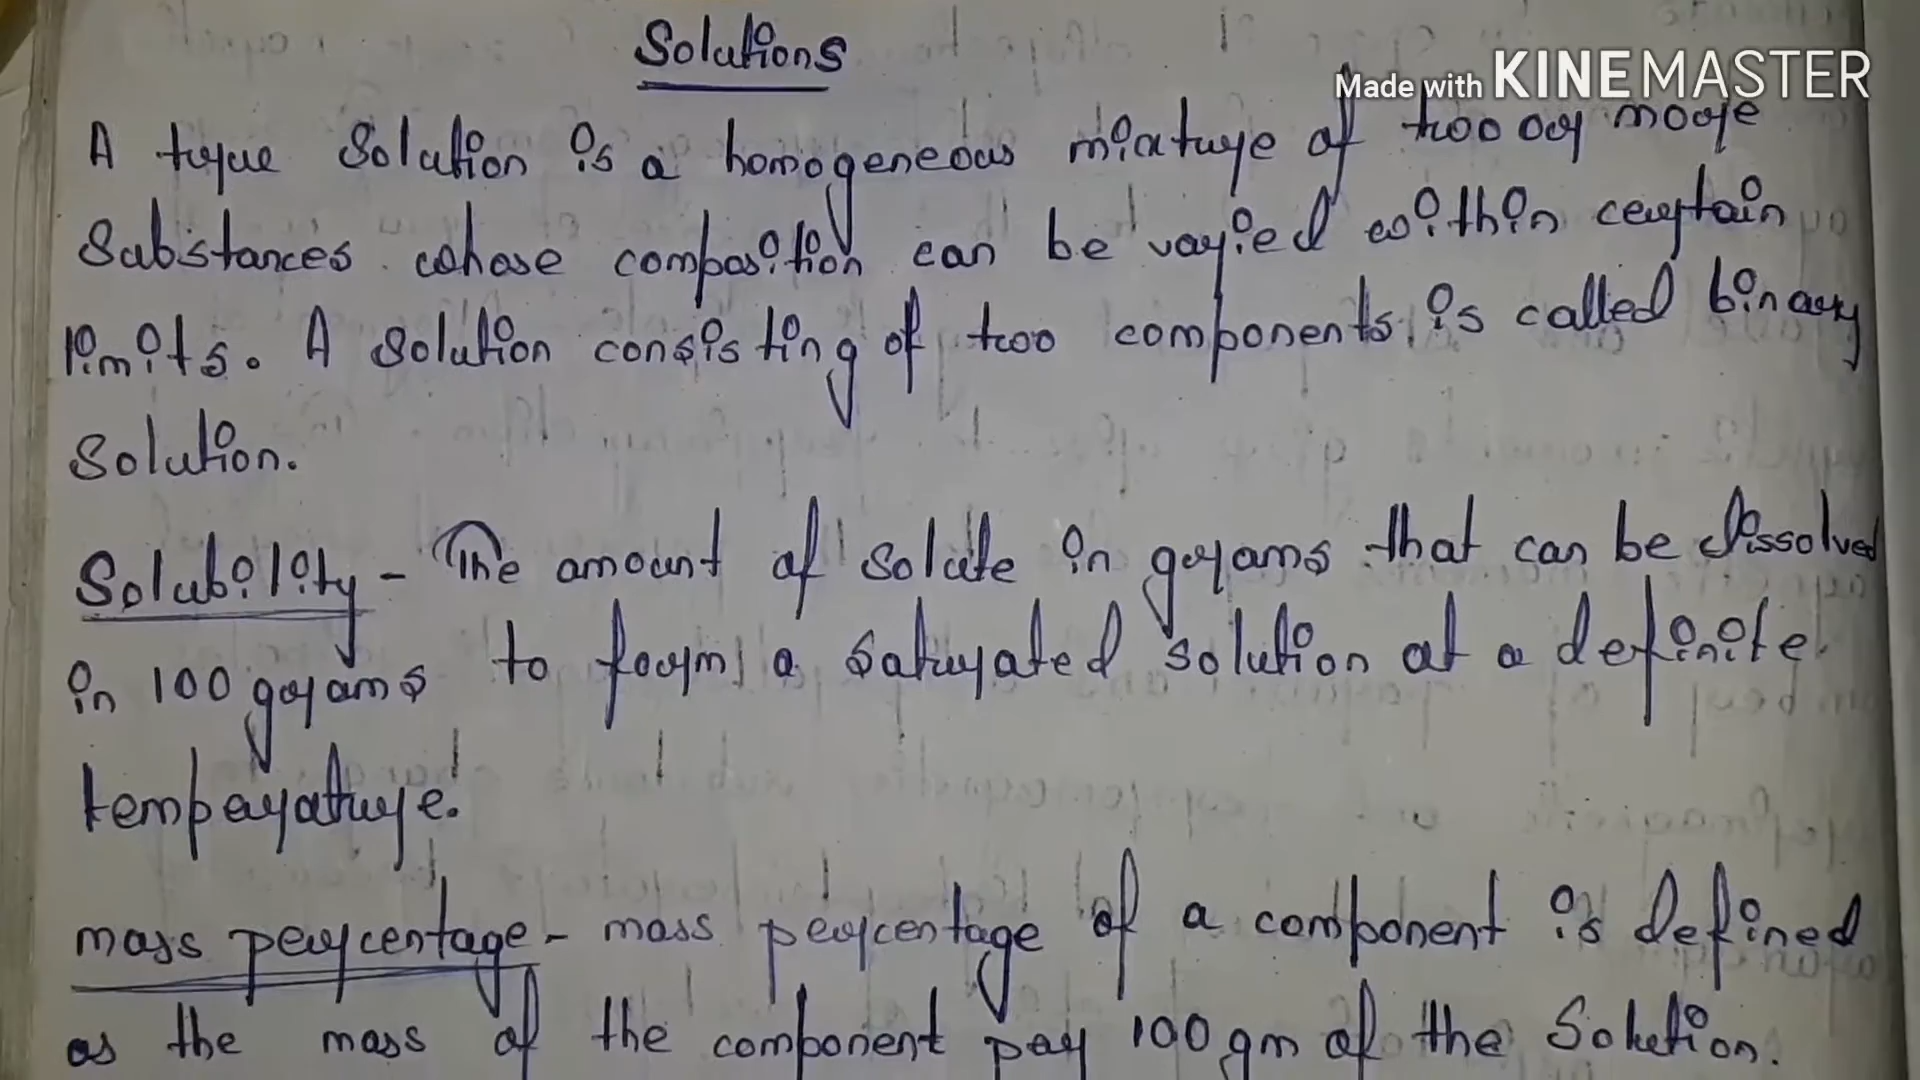 Solutions
Made with KINEMASTER
A true Solution is a homogeneous mixture of two or more
Substances whose composition can be varied within certain
limits. A solution consisting of two components is called binary
Solution.
Solubility - The amount of solute in grams that can be dissolved
in 100 grams to form a saturated solution at a definite
temperature.
mass percentage - mass percentage of a component is defined
as the mass of the component per 100 gm of the Solution.